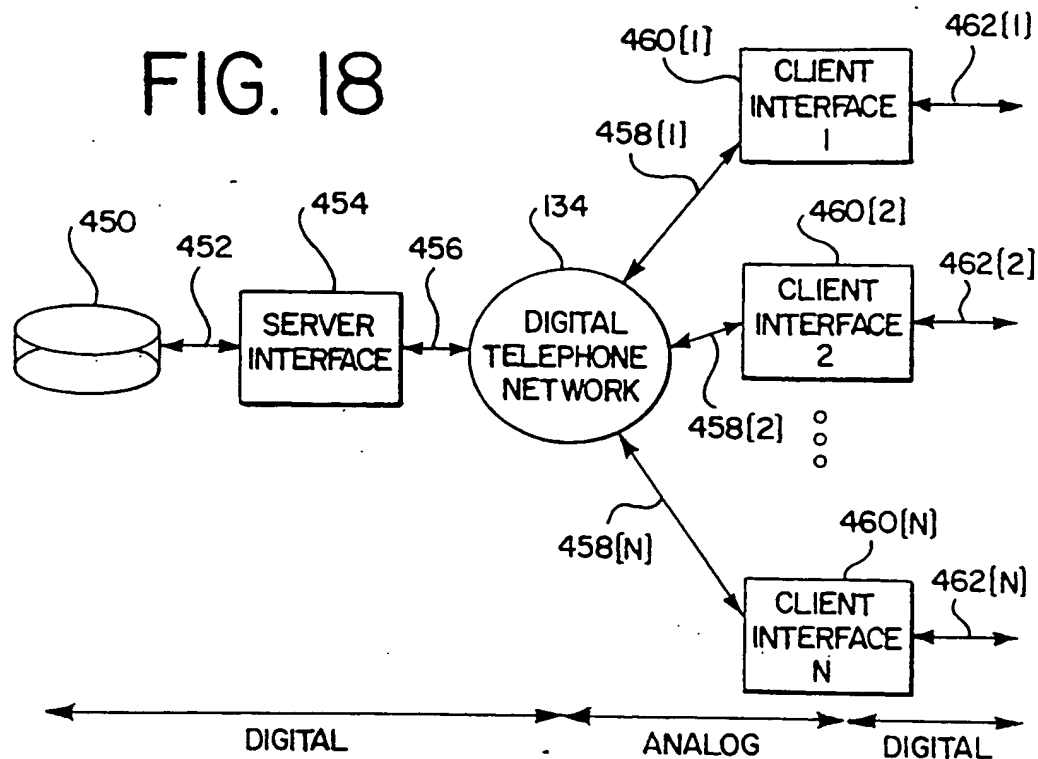 FIG. 18
460[1]
462[1]
CLIENT
INTERFACE
1
458[1]
450
452
454
456
134
460[2]
462[2]
SERVER
INTERFACE
DIGITAL
TELEPHONE
NETWORK
CLIENT
INTERFACE
2
458[2]
458[N]
460[N]
462[N]
CLIENT
INTERFACE
N
DIGITAL
ANALOG
DIGITAL